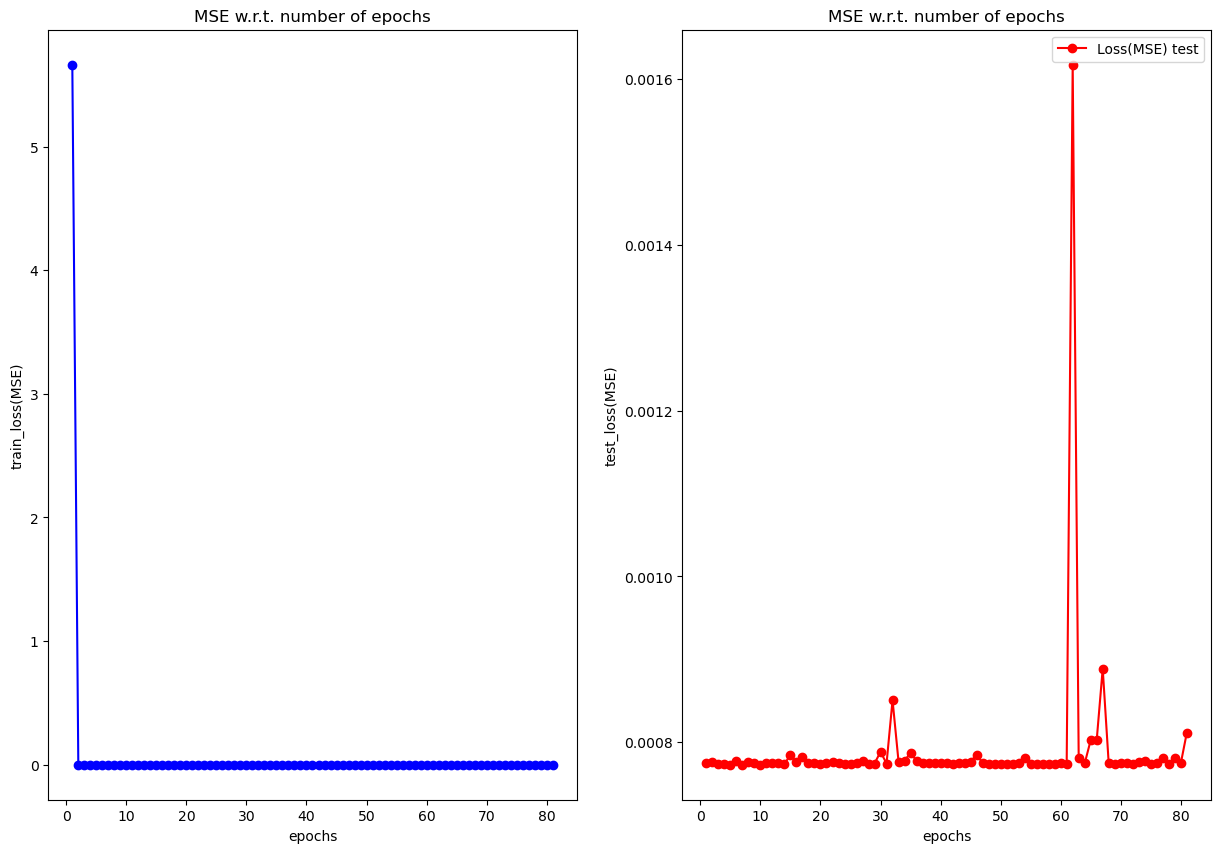 MSE w.r.t. number of epochs
train_loss(MSE)
5
4
3
2
1
0
0 10 20 30 40 50 60 70 80
epochs
MSE w.r.t. number of epochs
Loss(MSE) test
test_loss(MSE)
0.0016
0.0014
0.0012
0.0010
0.0008
0 10 20 30 40 50 60 70 80
epochs